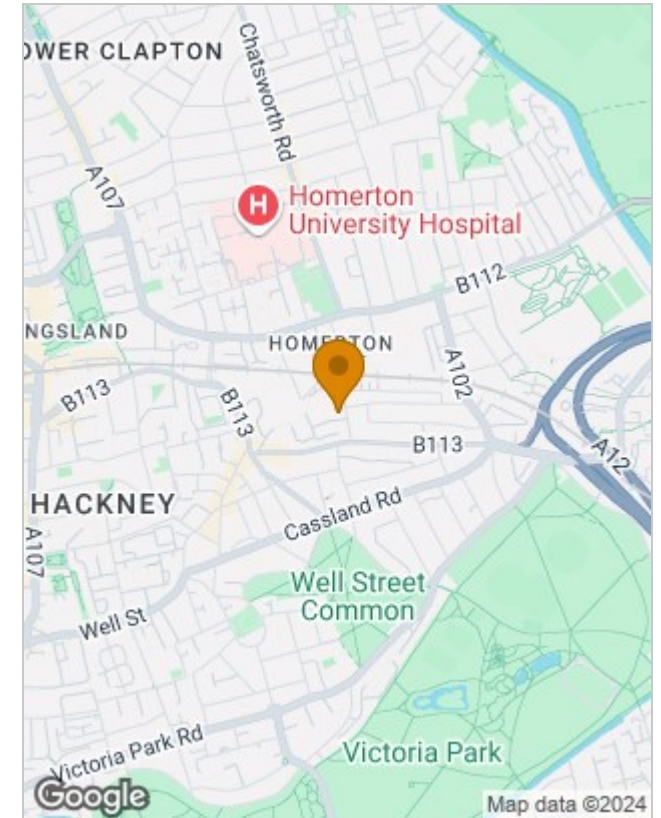 OWER CLAPTON
Chatsworth Rd
A107
H
Homerton
University Hospital
B112
NGSLAND
HOMERTON
A102
B113
B113
B113
A12
HACKNEY
Cassland Rd
A107
Well Street
Common
Well St
Victoria Park Rd
Victoria Park
Google
Map data ©2024